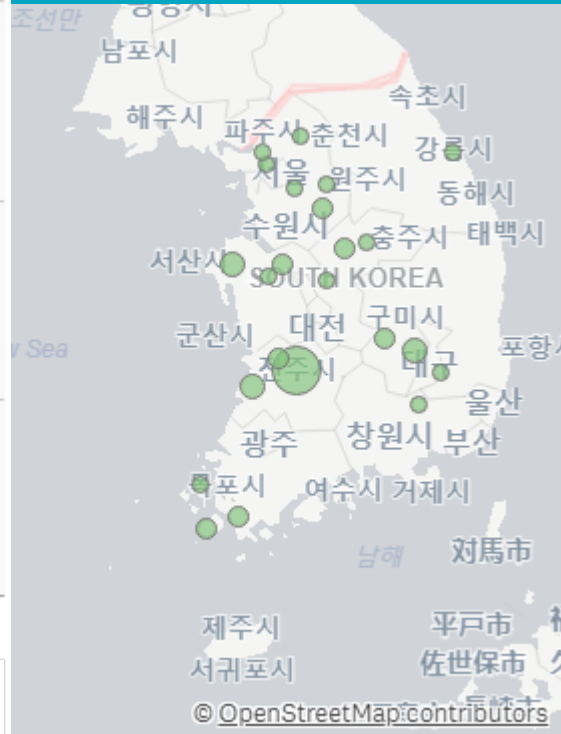 조선만
남포시
해주시
속초시
파주시
춘천시
강릉시
서울
원주시
동해시
수원시
충주시
태백시
서산시
SOUTH KOREA
구미시
대전
군산시
Sea
대구
전주시
울산
광주
창원시
부산
목포시
여수시
거제시
남해
対馬市
제주시
平戸市
서귀포시
佐世保市
© OpenStreetMap contributors